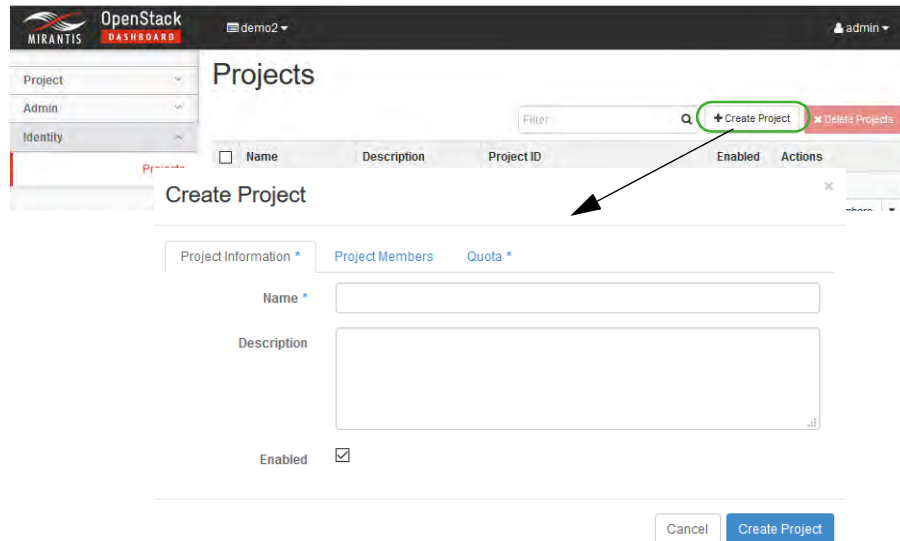 MIRANTIS
OpenStack
DASHBOARD
demo2
admin
Project
Admin
Identity
Projects
Projects
Filter
Create Project
Delete Projects
Name Description Project ID Enabled Actions
Create Project
×
Project Information * Project Members Quota *
Name *
Description
Enabled
Cancel Create Project